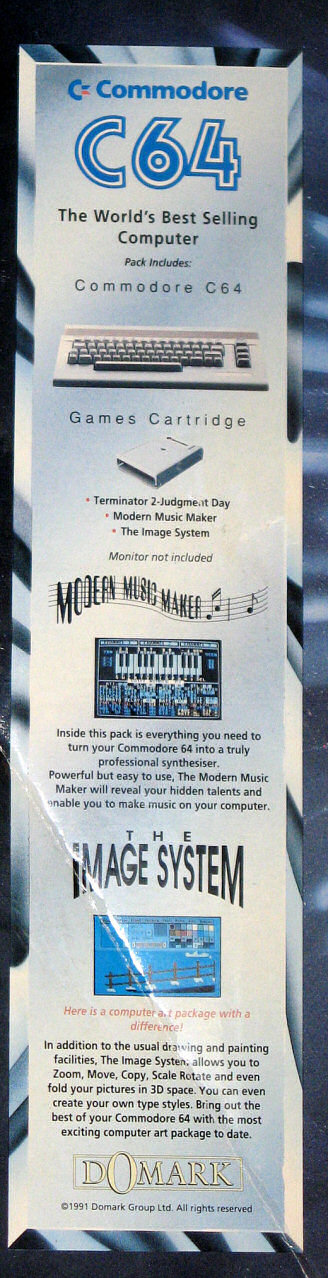 Commodore
C64
The World's Best Selling
Computer
Pack Includes:
Commodore C64
Games Cartridge
• Terminator 2-Judgment Day
• Modern Music Maker
• The Image System
Monitor not included
MODERN MUSIC MAKER
Inside this pack is everything you need to
turn your Commodore 64 into a truly
professional synthesiser.
Powerful but easy to use, The Modern Music
Maker will reveal your hidden talents and
enable you to make music on your computer.
THE
IMAGE SYSTEM
Here is a computer art package with a
difference!
In addition to the usual drawing and painting
facilities, The Image System allows you to
Zoom, Move, Copy, Scale Rotate and even
fold your pictures in 3D space. You can even
create your own type styles. Bring out the
best of your Commodore 64 with the most
exciting computer art package to date.
DOMARK
©1991 Domark Group Ltd. All rights reserved